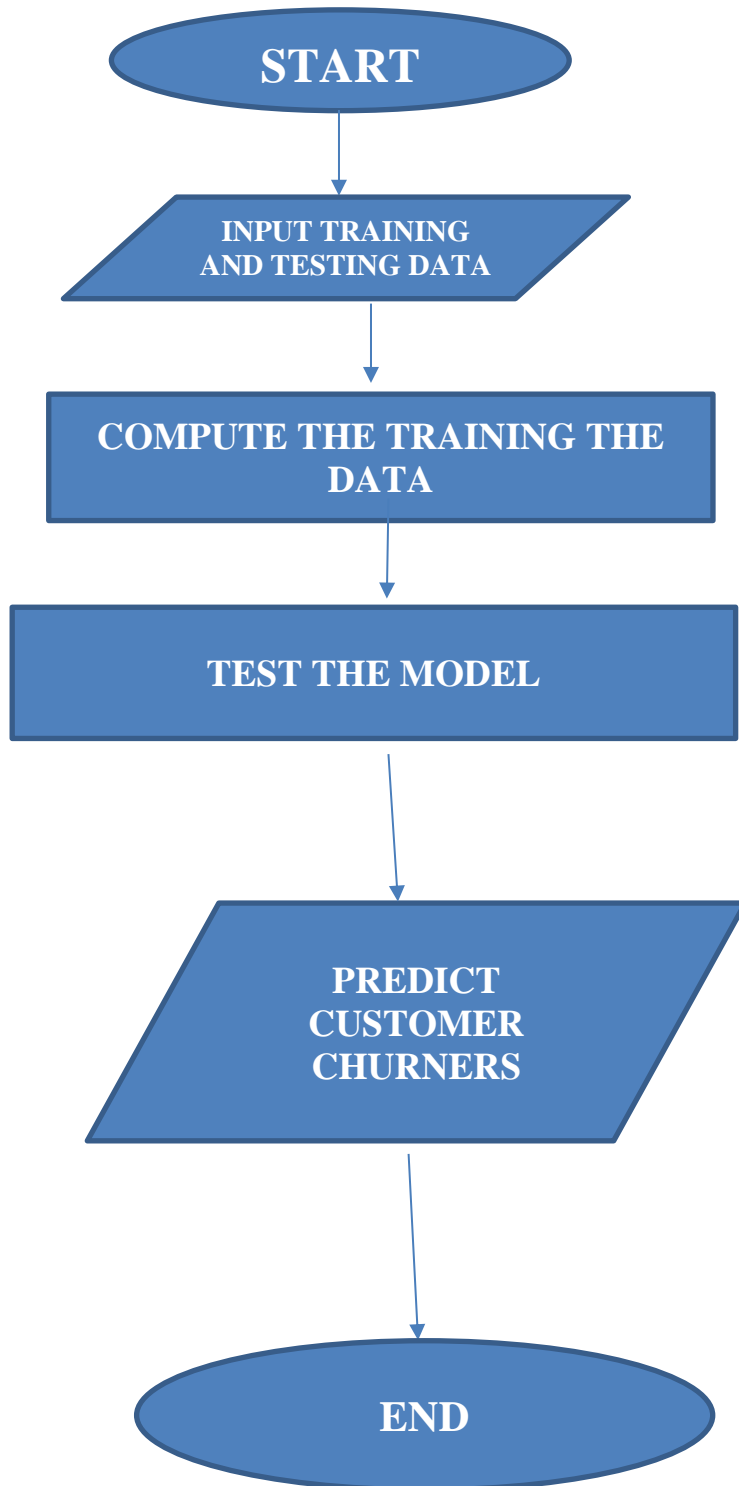 START
INPUT TRAINING
AND TESTING DATA
COMPUTE THE TRAINING THE
DATA
TEST THE MODEL
PREDICT
CUSTOMER
CHURNERS
END